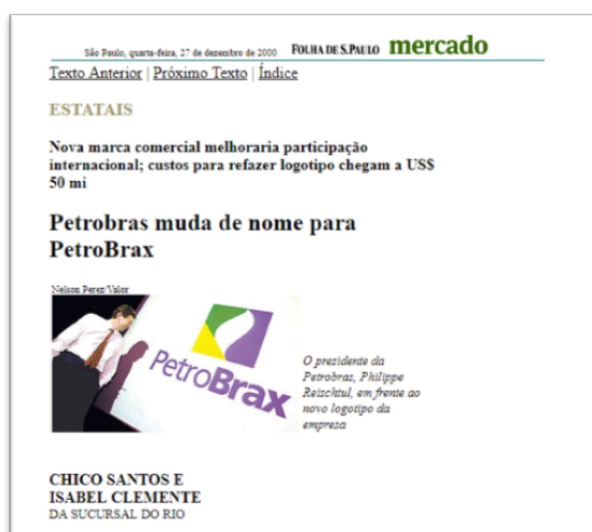 São Paulo, quarta-feira, 27 de dezembro de 2000 FOLHA DE S.PAULO mercado
Texto Anterior | Próximo Texto | Índice
ESTATAIS
Nova marca comercial melhoraria participação
internacional; custos para refazer logotipo chegam a US$
50 mi
Petrobras muda de nome para
PetroBrax
Nelson Perez/Valor
PetroBrax
O presidente da
Petrobras, Philippe
Reischtul, em frente ao
novo logotipo da
empresa
CHICO SANTOS E
ISABEL CLEMENTE
DA SUCURSAL DO RIO